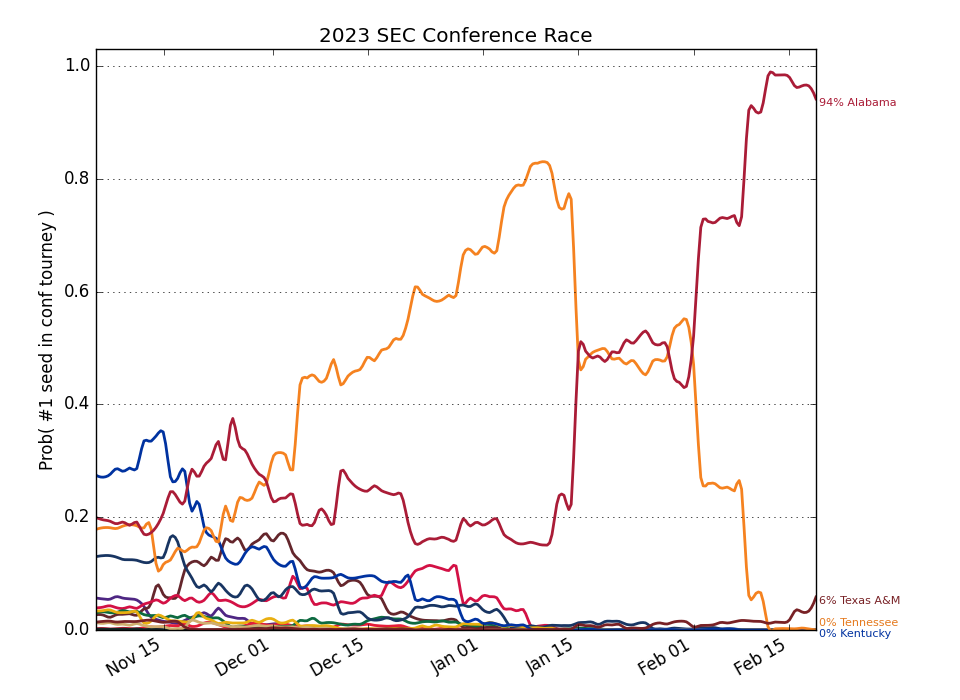 2023 SEC Conference Race
Prob( #1 seed in conf tourney )
1.0
0.8
0.6
0.4
0.2
0.0
Nov 15
Dec 01
Dec 15
Jan 01
Jan 15
Feb 01
Feb 15
94% Alabama
6% Texas A&M
0% Tennessee
0% Kentucky